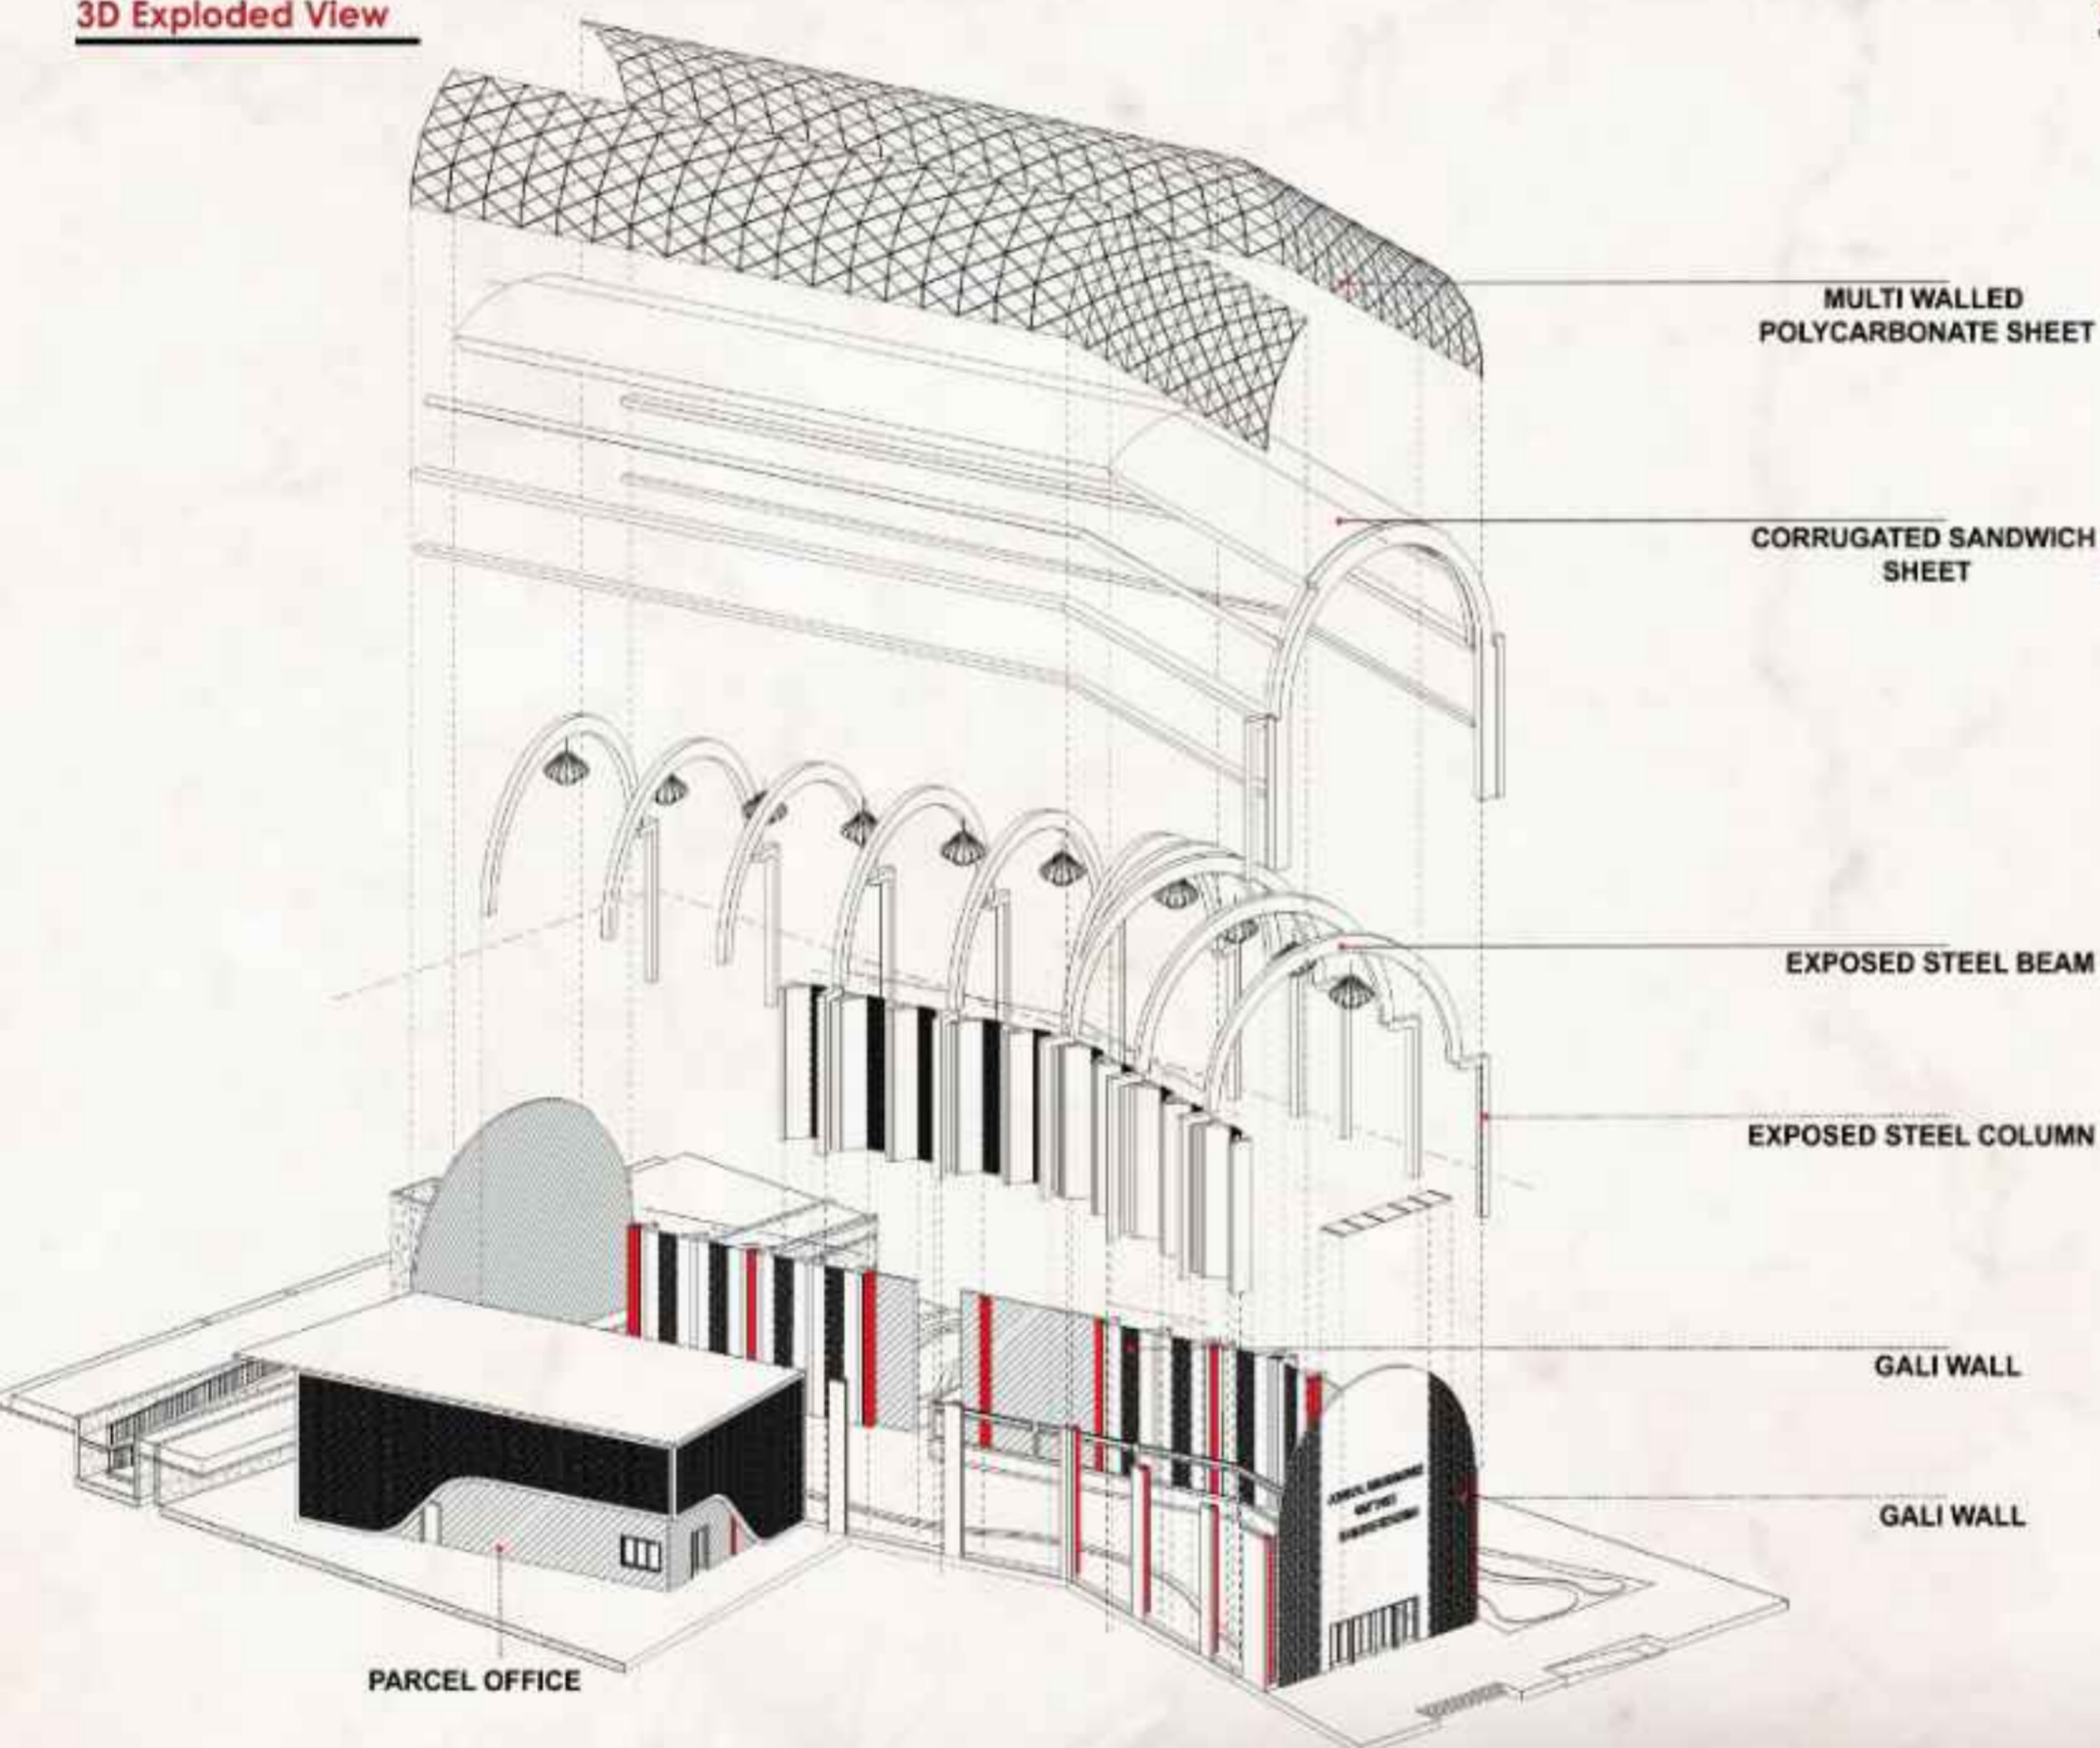 3D Exploded View
MULTI WALLED
POLYCARBONATE SHEET
CORRUGATED SANDWICH
SHEET
EXPOSED STEEL BEAM
EXPOSED STEEL COLUMN
GALI WALL
GALI WALL
PARCEL OFFICE